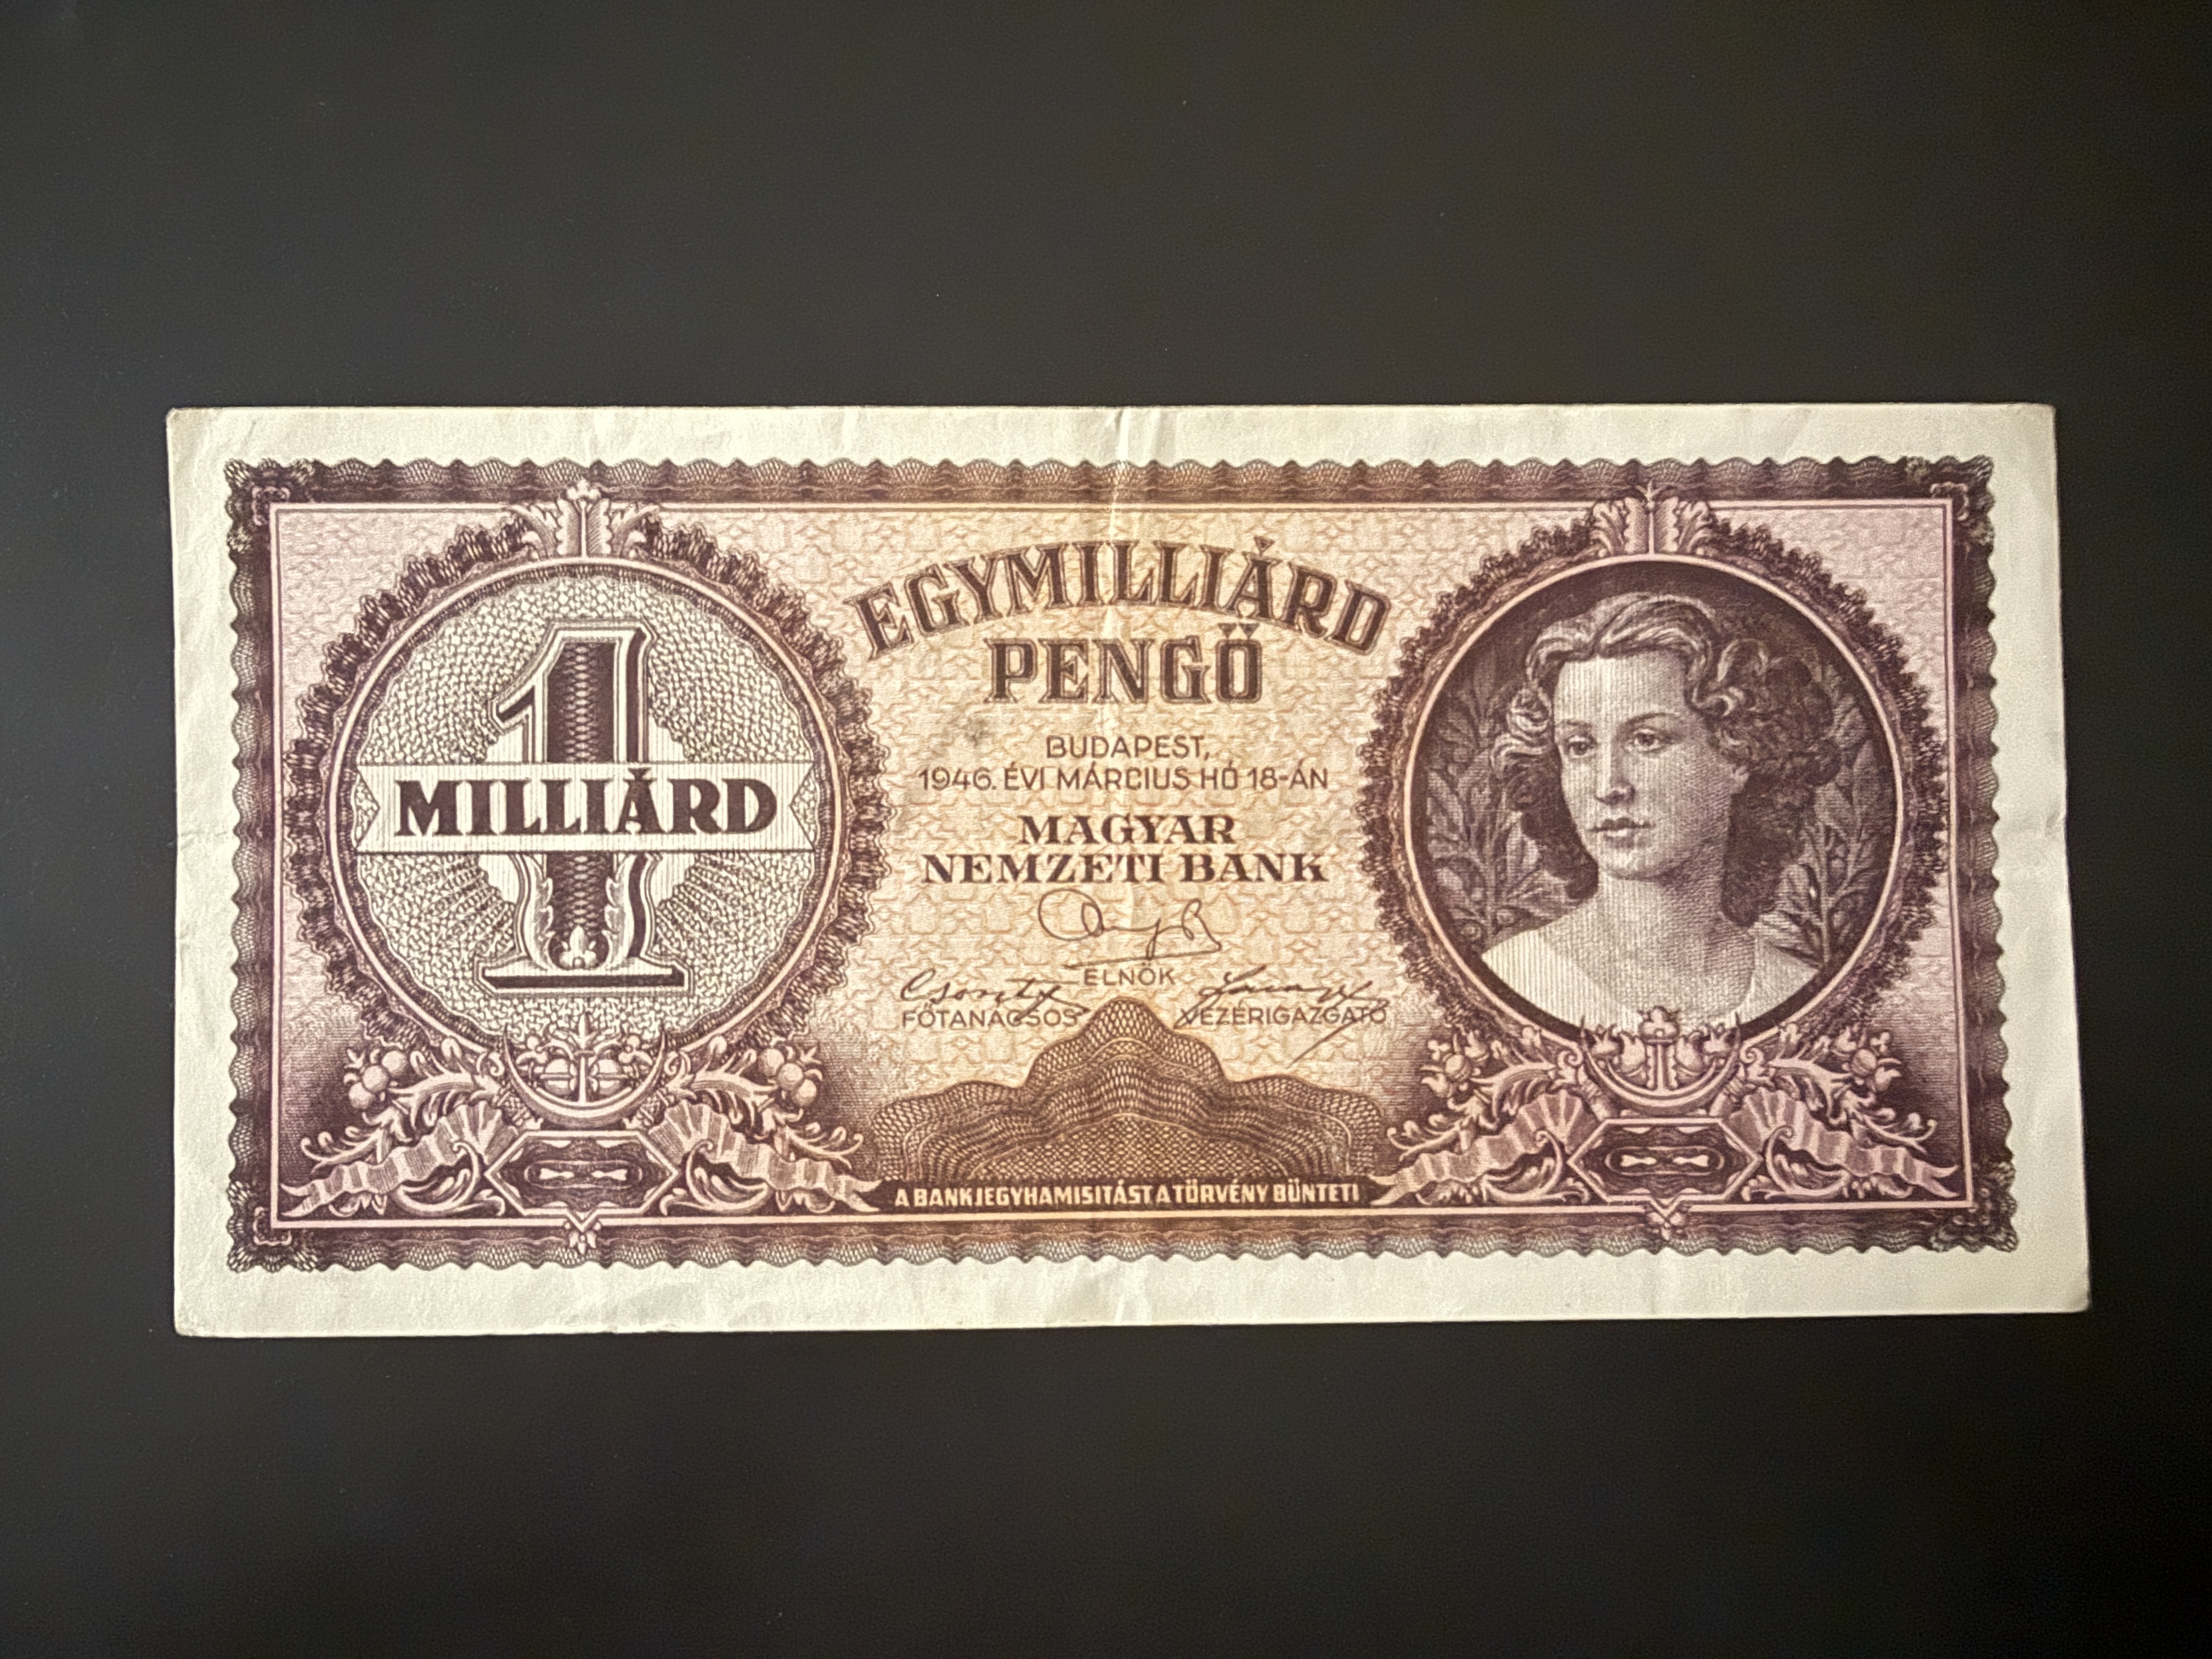 1
MILLIÁRD
EGYMILLIÁRD
PENGŐ
BUDAPEST,
1946. ÉVI MÁRCIUS HÓ 18-ÁN
MAGYAR
NEMZETI BANK
ELNÖK
FŐTANÁCSOS
VEZÉRIGAZGATÓ
A BANKJEGYHAMISITÁST A TÖRVÉNY BÜNTETI